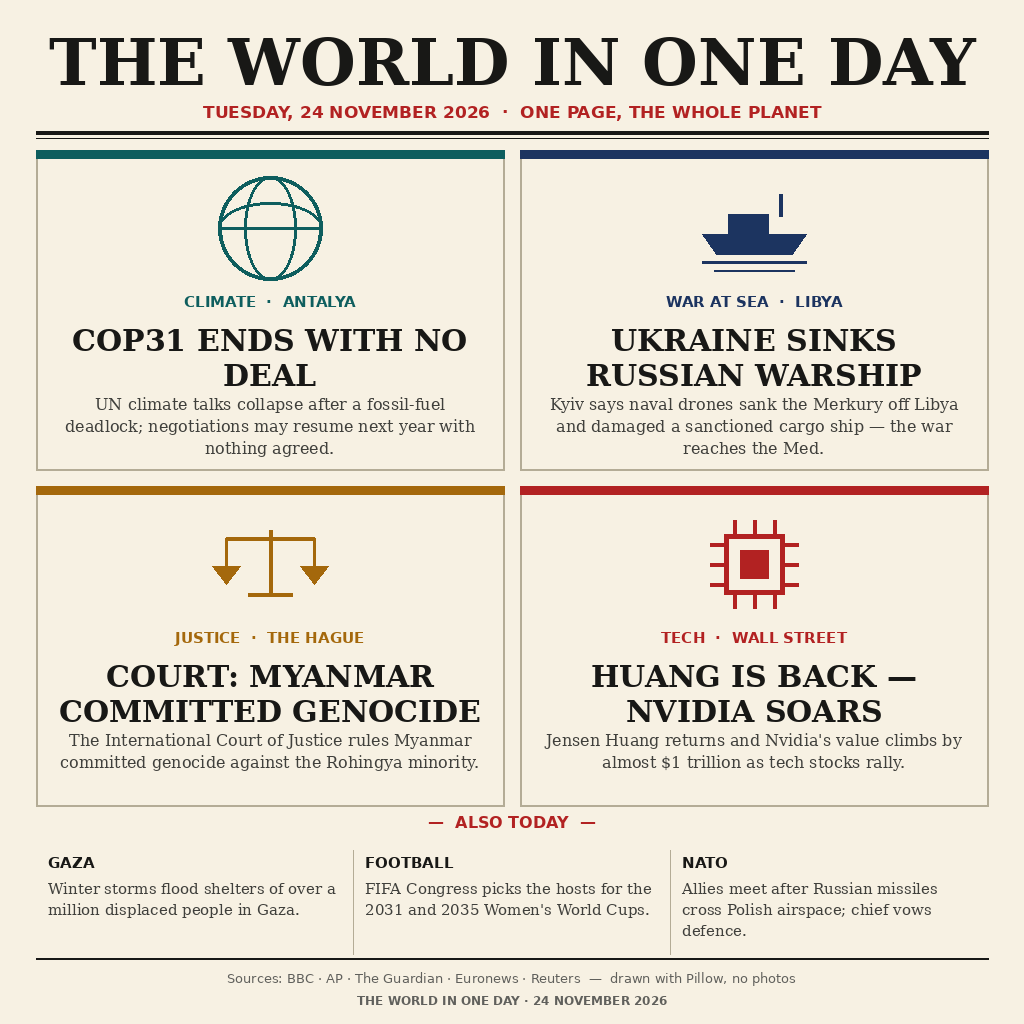 THE WORLD IN ONE DAY
TUESDAY, 24 NOVEMBER 2026 · ONE PAGE, THE WHOLE PLANET
CLIMATE · ANTALYA
COP31 ENDS WITH NO
DEAL
UN climate talks collapse after a fossil-fuel
deadlock; negotiations may resume next year with
nothing agreed.
WAR AT SEA · LIBYA
UKRAINE SINKS
RUSSIAN WARSHIP
Kyiv says naval drones sank the Merkury off Libya
and damaged a sanctioned cargo ship — the war
reaches the Med.
JUSTICE · THE HAGUE
COURT: MYANMAR
COMMITTED GENOCIDE
The International Court of Justice rules Myanmar
committed genocide against the Rohingya minority.
TECH · WALL STREET
HUANG IS BACK —
NVIDIA SOARS
Jensen Huang returns and Nvidia's value climbs by
almost $1 trillion as tech stocks rally.
— ALSO TODAY —
GAZA
Winter storms flood shelters of over a
million displaced people in Gaza.
FOOTBALL
FIFA Congress picks the hosts for the
2031 and 2035 Women's World Cups.
NATO
Allies meet after Russian missiles
cross Polish airspace; chief vows
defence.
Sources: BBC · AP · The Guardian · Euronews · Reuters — drawn with Pillow, no photos
THE WORLD IN ONE DAY · 24 NOVEMBER 2026